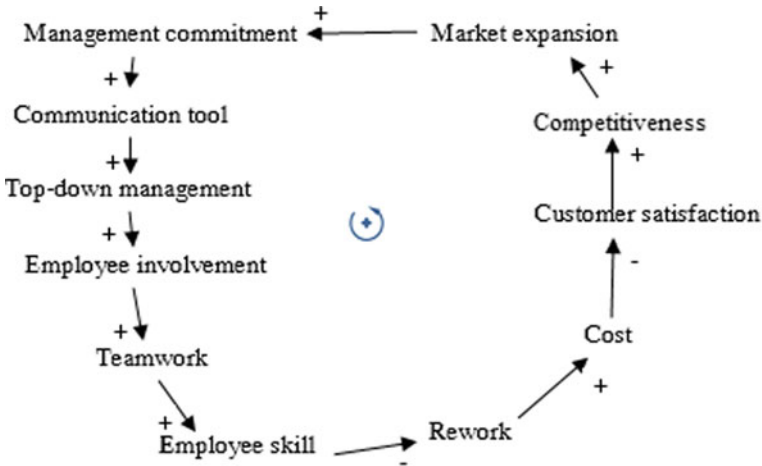 +
Management commitment
Market expansion
+
+
Communication tool
Competitiveness
+
+
Top-down management
+
Customer satisfaction
+
Employee involvement
-
+
Cost
Teamwork
+
+
Employee skill
Rework
-